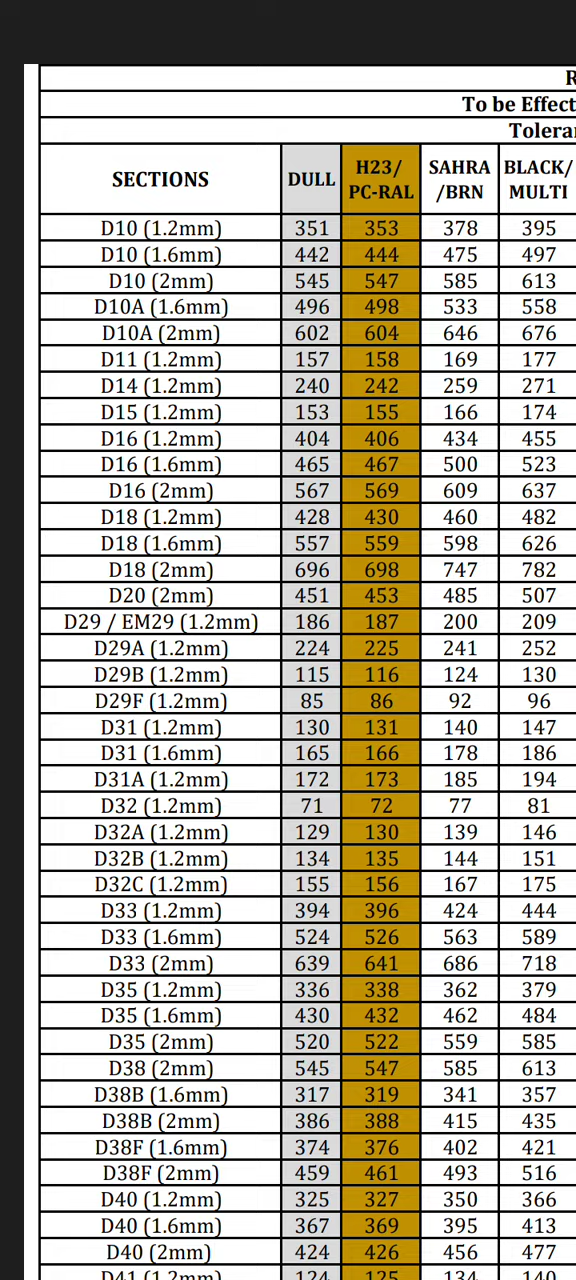 R
To be Effect
Tolera
SECTIONS DULL H23/ PC-RAL SAHRA /BRN BLACK/ MULTI
D10 (1.2mm) 351 353 378 395
D10 (1.6mm) 442 444 475 497
D10 (2mm) 545 547 585 613
D10A (1.6mm) 496 498 533 558
D10A (2mm) 602 604 646 676
D11 (1.2mm) 157 158 169 177
D14 (1.2mm) 240 242 259 271
D15 (1.2mm) 153 155 166 174
D16 (1.2mm) 404 406 434 455
D16 (1.6mm) 465 467 500 523
D16 (2mm) 567 569 609 637
D18 (1.2mm) 428 430 460 482
D18 (1.6mm) 557 559 598 626
D18 (2mm) 696 698 747 782
D20 (2mm) 451 453 485 507
D29 / EM29 (1.2mm) 186 187 200 209
D29A (1.2mm) 224 225 241 252
D29B (1.2mm) 115 116 124 130
D29F (1.2mm) 85 86 92 96
D31 (1.2mm) 130 131 140 147
D31 (1.6mm) 165 166 178 186
D31A (1.2mm) 172 173 185 194
D32 (1.2mm) 71 72 77 81
D32A (1.2mm) 129 130 139 146
D32B (1.2mm) 134 135 144 151
D32C (1.2mm) 155 156 167 175
D33 (1.2mm) 394 396 424 444
D33 (1.6mm) 524 526 563 589
D33 (2mm) 639 641 686 718
D35 (1.2mm) 336 338 362 379
D35 (1.6mm) 430 432 462 484
D35 (2mm) 520 522 559 585
D38 (2mm) 545 547 585 613
D38B (1.6mm) 317 319 341 357
D38B (2mm) 386 388 415 435
D38F (1.6mm) 374 376 402 421
D38F (2mm) 459 461 493 516
D40 (1.2mm) 325 327 350 366
D40 (1.6mm) 367 369 395 413
D40 (2mm) 424 426 456 477
D41 (1.2mm) 124 125 134 140